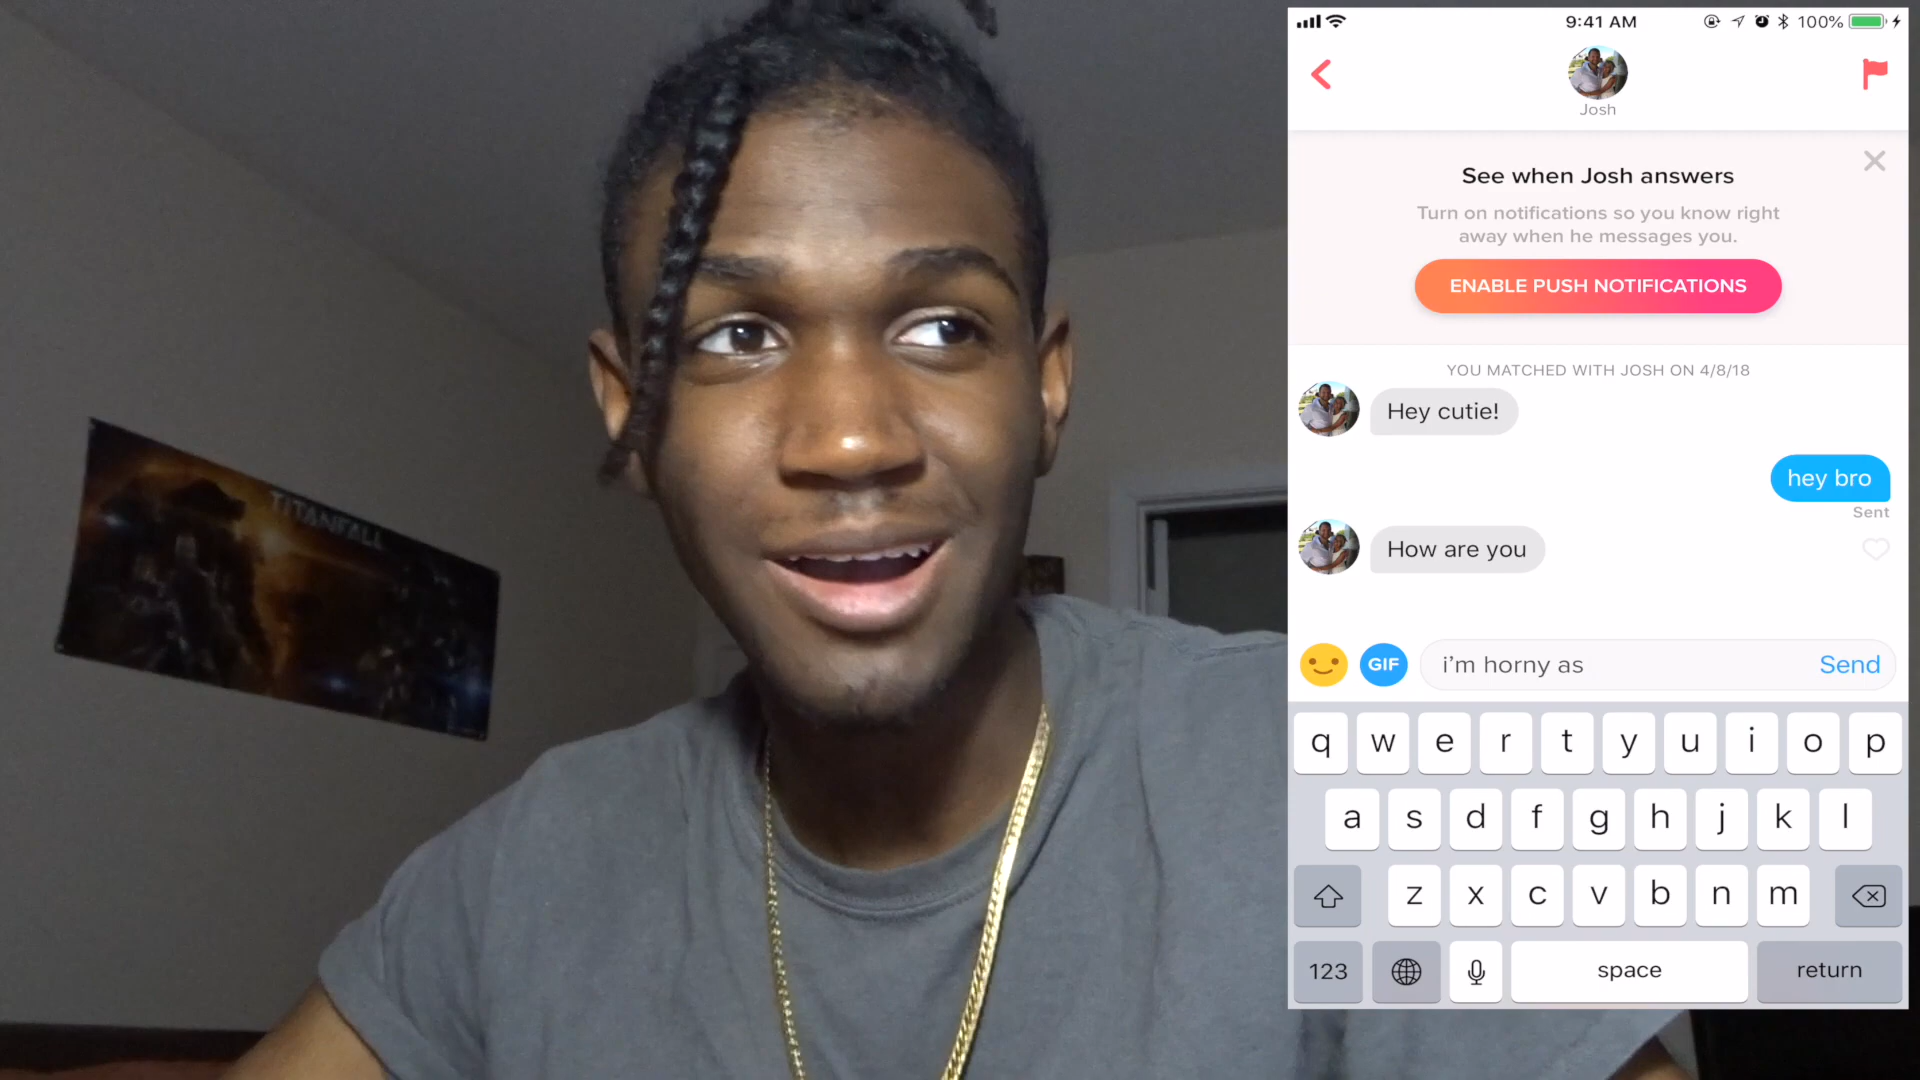 TITANFALL
9:41 AM
100%
Josh
See when Josh answers
Turn on notifications so you know right
away when he messages you.
ENABLE PUSH NOTIFICATIONS
YOU MATCHED WITH JOSH ON 4/8/18
Hey cutie!
hey bro
Sent
How are you
GIF
i’m horny as
Send
q w e r t y u i o p
a s d f g h j k l
z x c v b n m
123
space
return